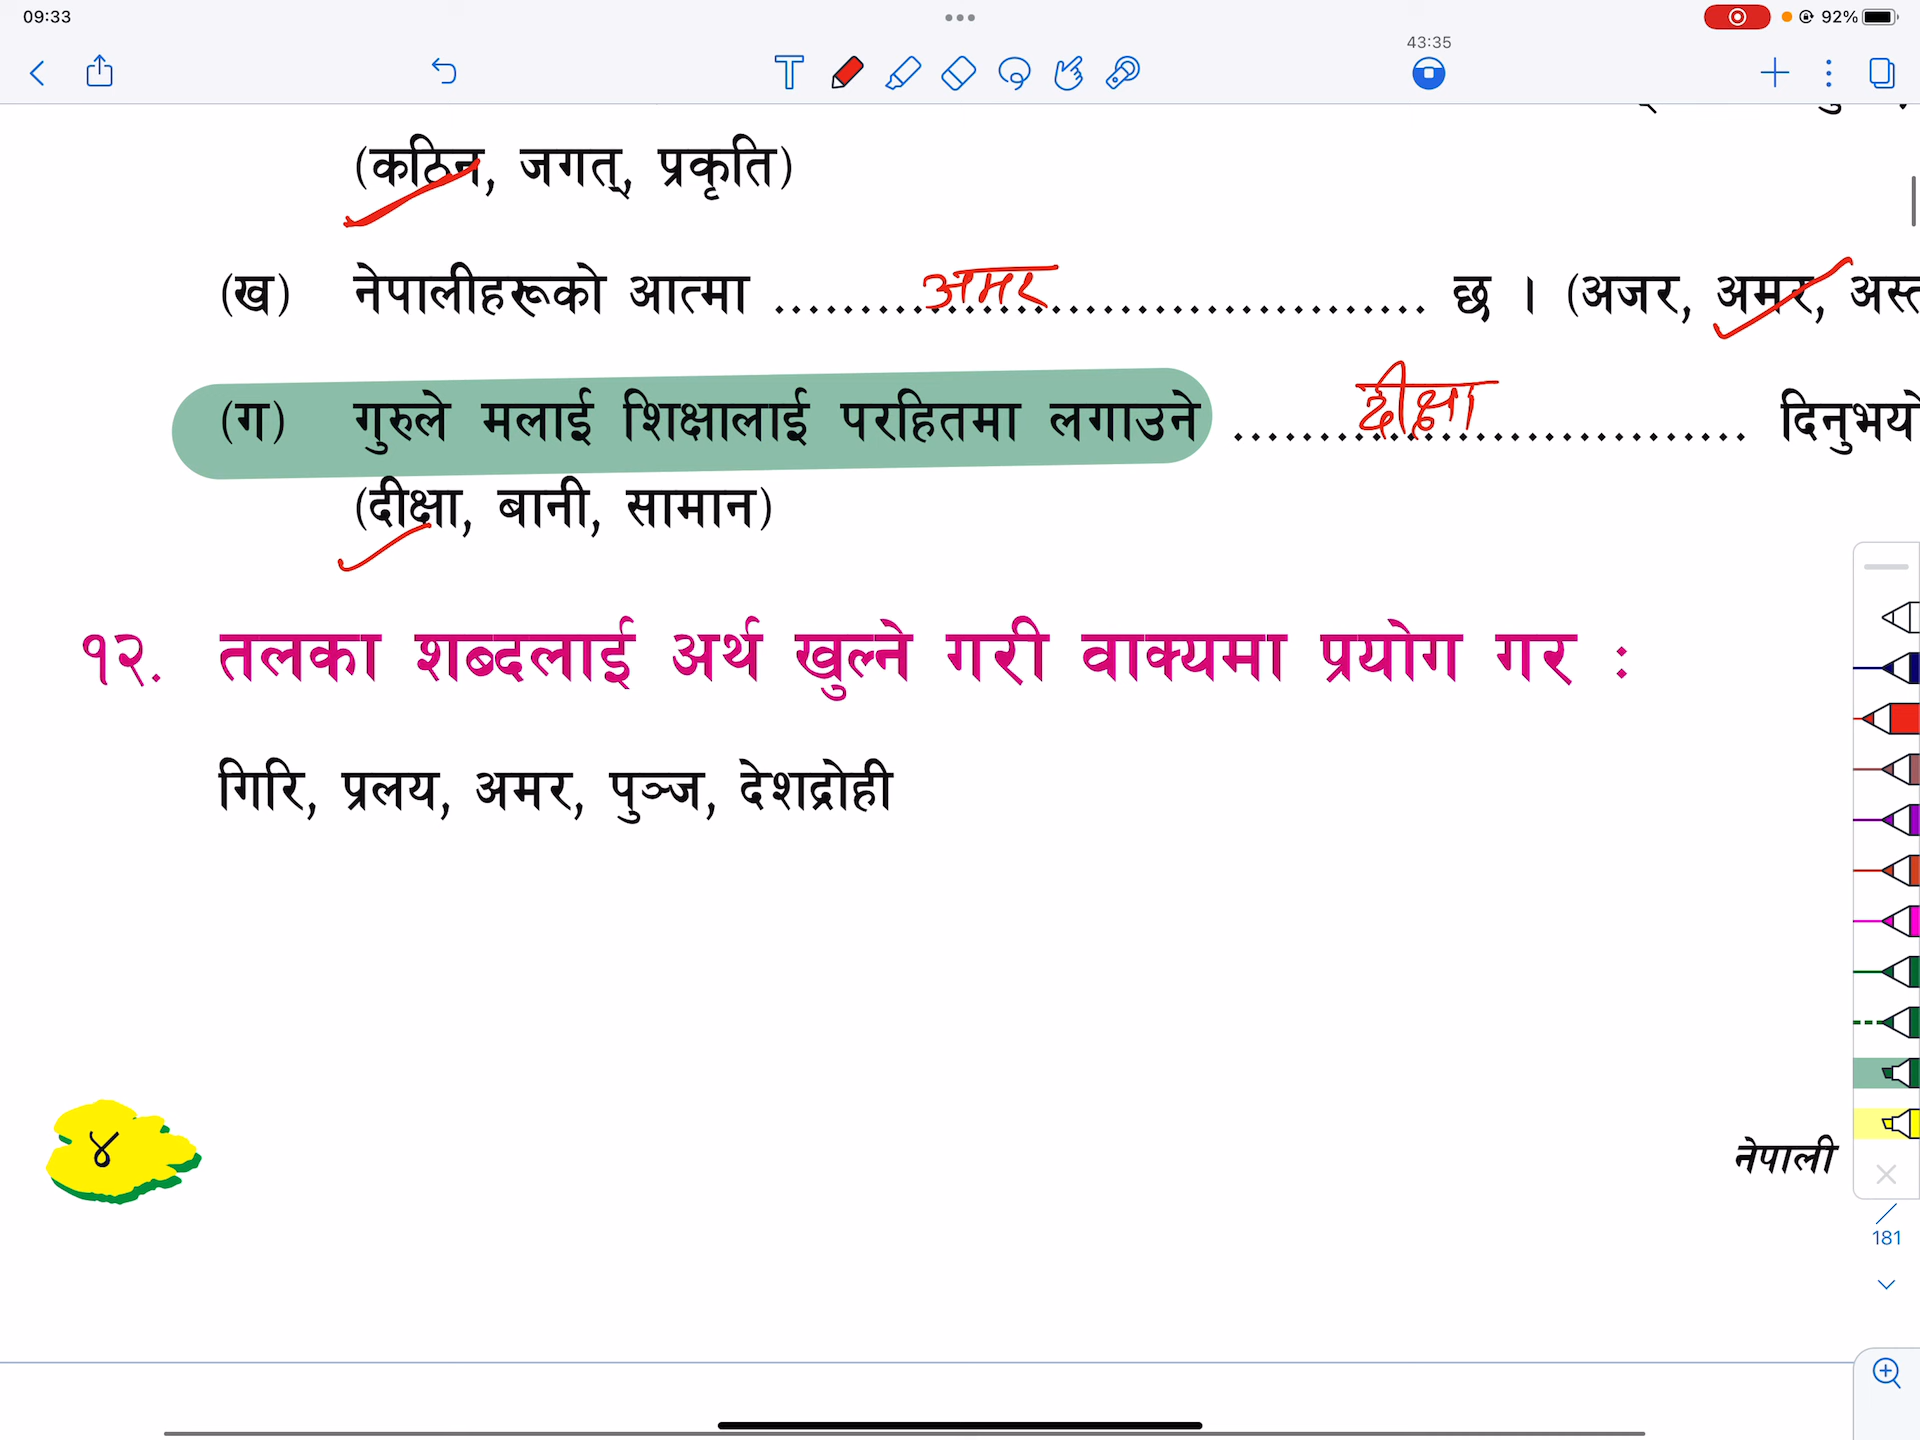 09:33
92%
43:35
(कठिन, जगत्, प्रकृति)
(ख) नेपालीहरूको आत्मा .......... अमर .......... छ । (अजर, अमर, अस्त
(ग) गुरुले मलाई शिक्षालाई परहितमा लगाउने .......... दीक्षा .......... दिनुभयो
(दीक्षा, बानी, सामान)
१२. तलका शब्दलाई अर्थ खुल्ने गरी वाक्यमा प्रयोग गर :
गिरि, प्रलय, अमर, पुञ्ज, देशद्रोही
४
नेपाली
181